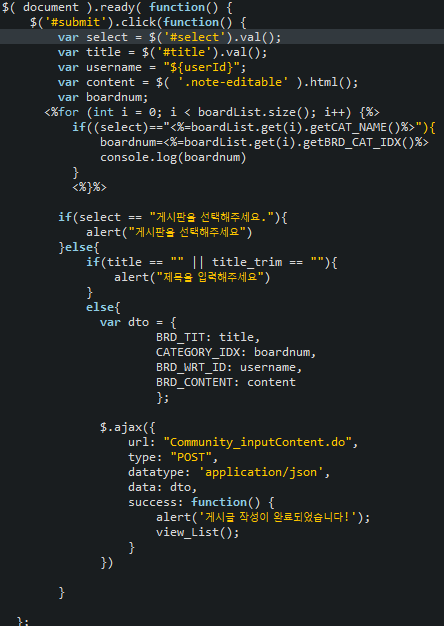 $( document ).ready( function() {
$('#submit').click(function() {
var select = $('#select').val();
var title = $('#title').val();
var username = "${userId}";
var content = $( '.note-editable' ).html();
var boardnum;
<%for (int i = 0; i < boardList.size(); i++) {%>
if((select)=="<%=boardList.get(i).getCAT_NAME()%>"){
boardnum=<%=boardList.get(i).getBRD_CAT_IDX()%>
console.log(boardnum)
}
<%}%>
if(select == "게시판을 선택해주세요."){
alert("게시판을 선택해주세요")
}else{
if(title == "" || title_trim == ""){
alert("제목을 입력해주세요")
}
else{
var dto = {
BRD_TIT: title,
CATEGORY_IDX: boardnum,
BRD_WRT_ID: username,
BRD_CONTENT: content
};
$.ajax({
url: "Community_inputContent.do",
type: "POST",
datatype: 'application/json',
data: dto,
success: function() {
alert('게시글 작성이 완료되었습니다!');
view_List();
}
})
}
};